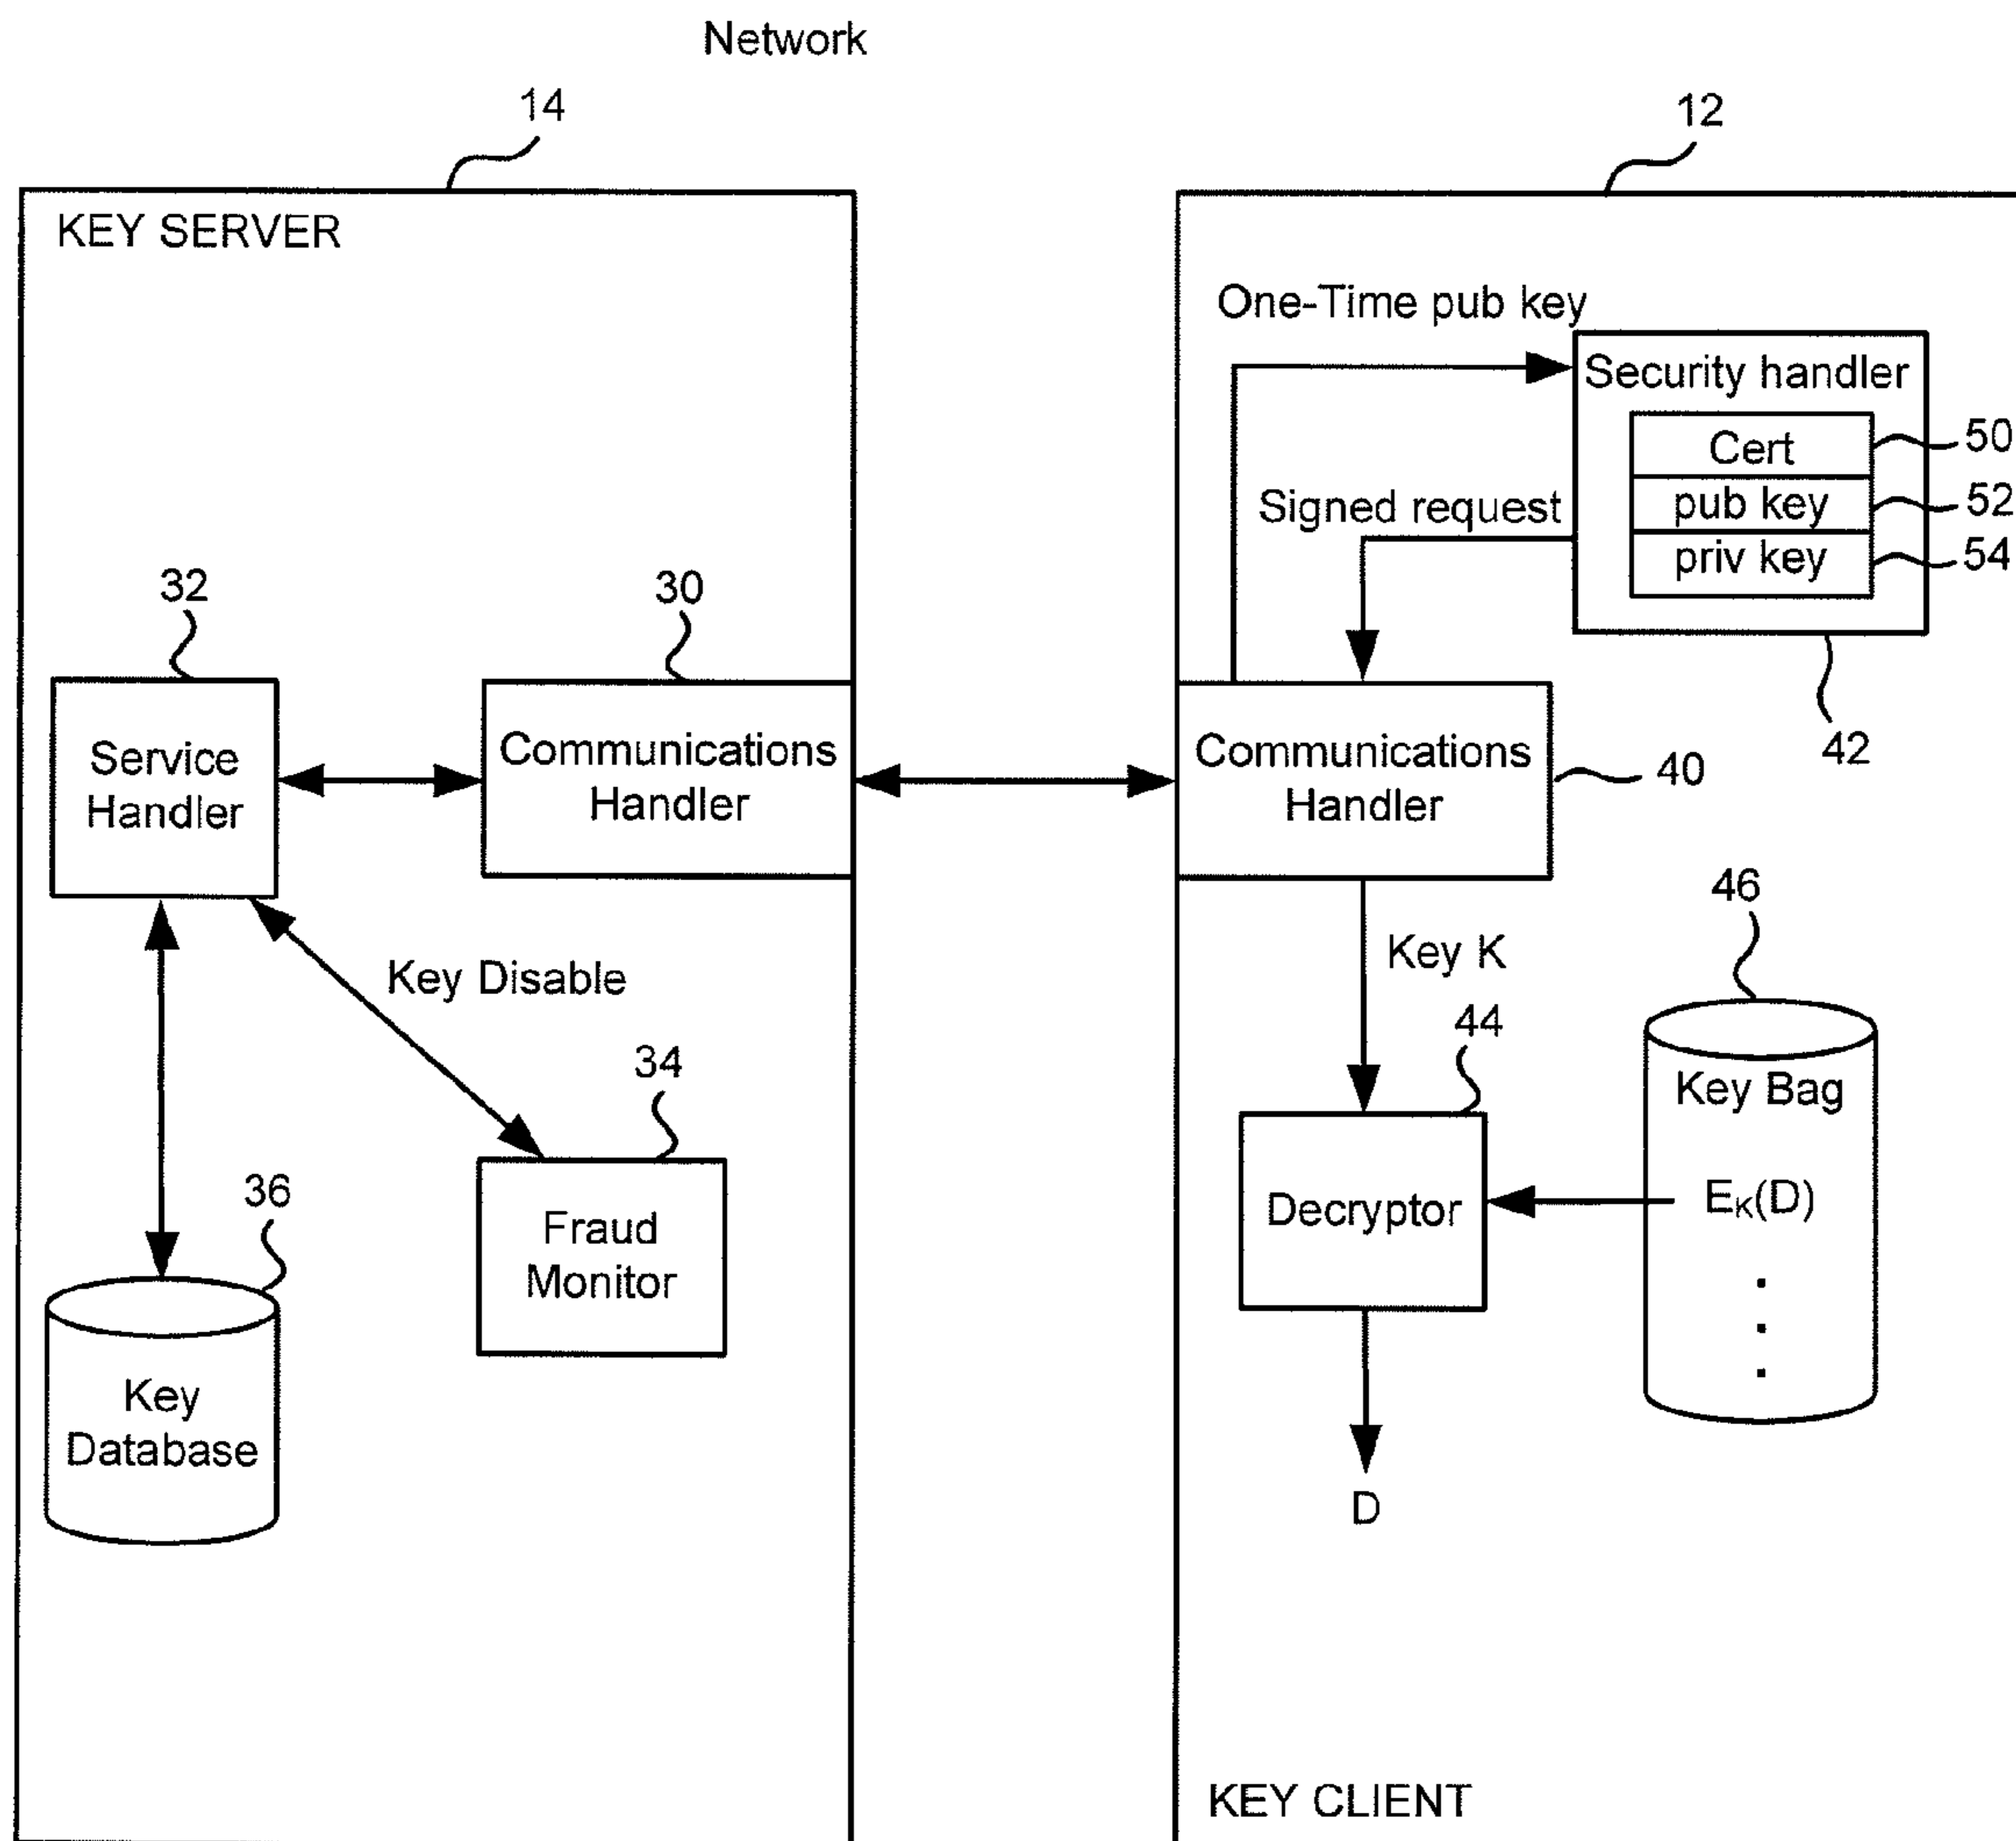 Network
14
12
KEY SERVER
One-Time pub key
Security handler
Cert
50
pub key
52
Signed request
priv key
54
32
30
42
Service
Handler
Communications
Handler
Communications
Handler
40
46
Key K
Key Disable
44
34
Key Bag
36
Fraud
Monitor
Decryptor
EK(D)
.
.
.
Key
Database
D
KEY CLIENT